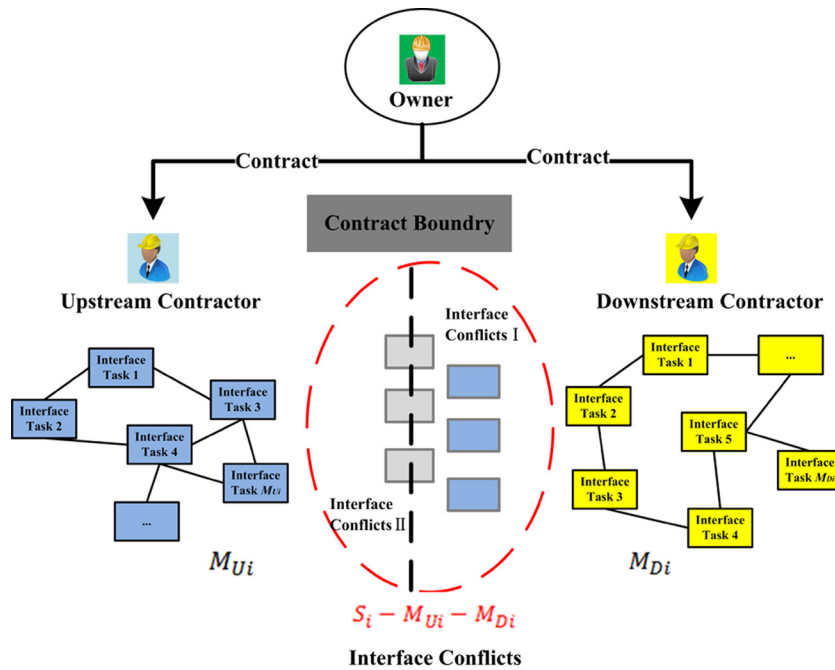 Owner
Contract
Contract
Contract Boundry
Upstream Contractor
Downstream Contractor
Interface
Conflicts Ⅰ
Interface
Task 1
Interface
Task 2
Interface
Task 3
Interface
Task 4
Interface
Task MUi
...
MUi
Interface
Conflicts Ⅱ
Interface
Task 1
...
Interface
Task 2
Interface
Task 5
Interface
Task MDi
Interface
Task 3
Interface
Task 4
MDi
Si − MUi − MDi
Interface Conflicts